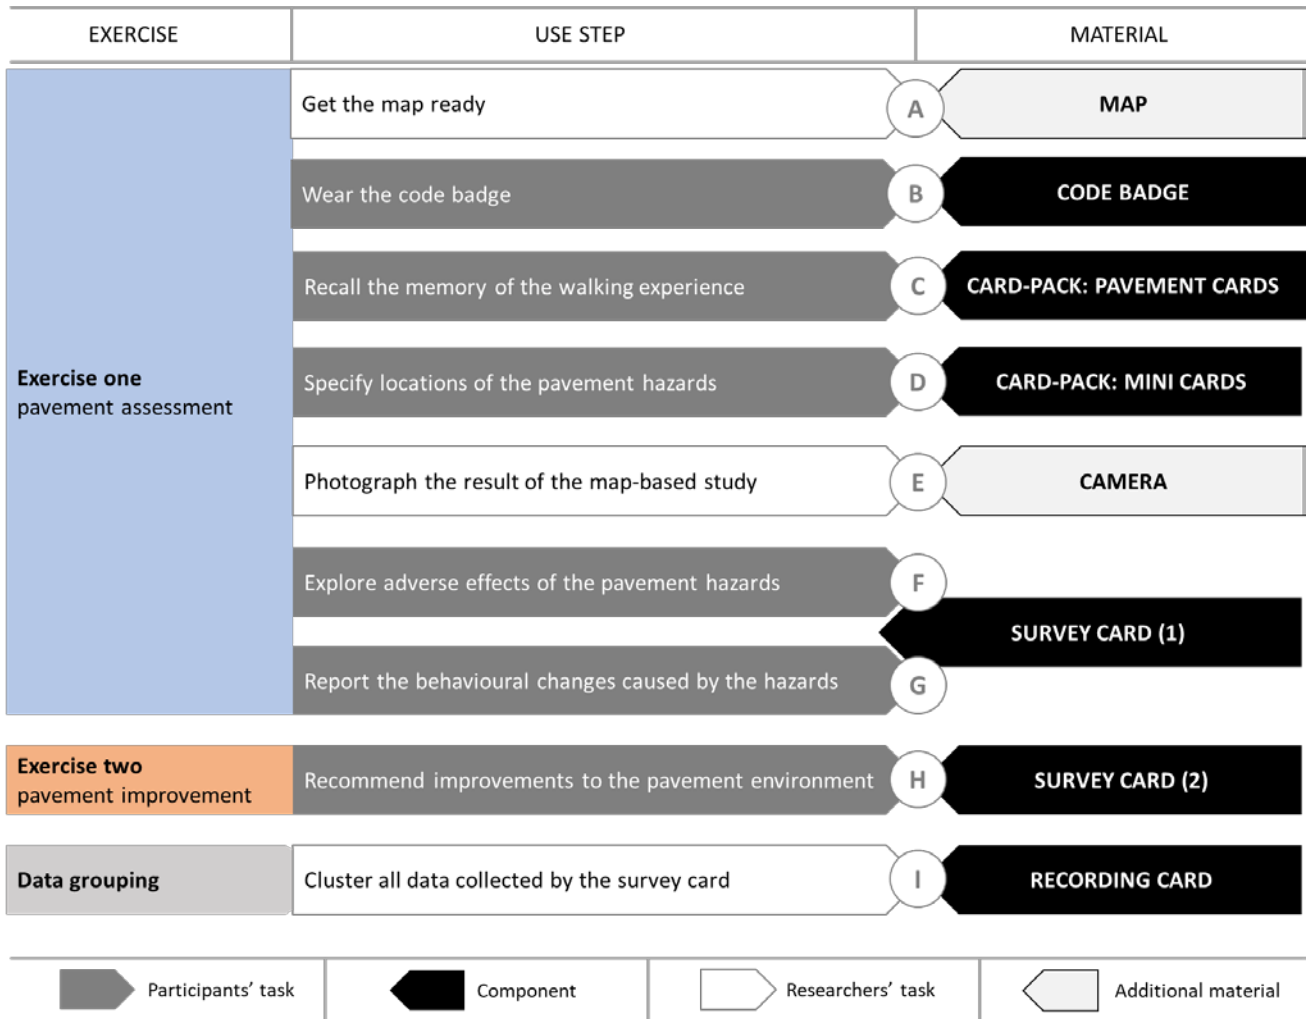 EXERCISE
USE STEP
MATERIAL
Get the map ready
A
MAP
Wear the code badge
B
CODE BADGE
Recall the memory of the walking experience
C
CARD-PACK: PAVEMENT CARDS
Exercise one
pavement assessment
Specify locations of the pavement hazards
D
CARD-PACK: MINI CARDS
Photograph the result of the map-based study
E
CAMERA
Explore adverse effects of the pavement hazards
F
SURVEY CARD (1)
Report the behavioural changes caused by the hazards
G
Exercise two
pavement improvement
Recommend improvements to the pavement environment
H
SURVEY CARD (2)
Data grouping
Cluster all data collected by the survey card
I
RECORDING CARD
Participants’ task
Component
Researchers’ task
Additional material